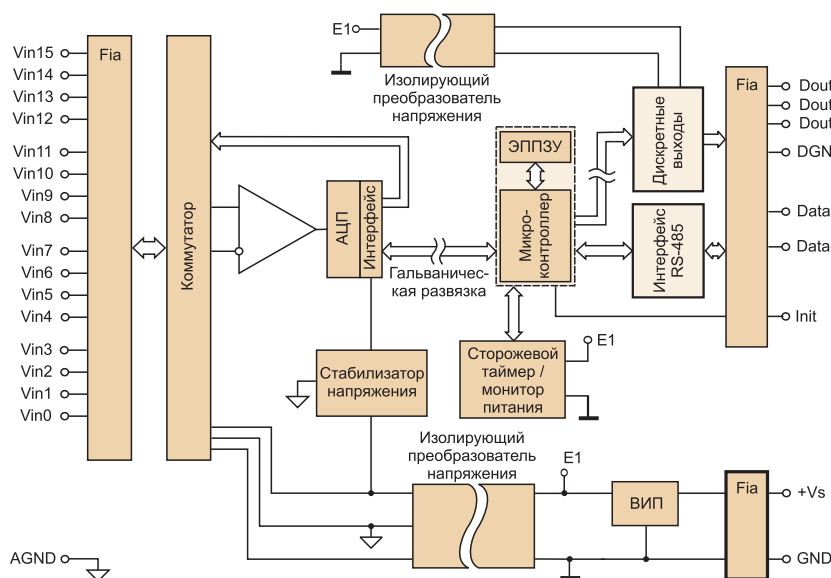 E1
Изолирующий
преобразователь
напряжения
Vin15
Vin14
Vin13
Vin12
Vin11
Vin10
Vin9
Vin8
Vin7
Vin6
Vin5
Vin4
Vin3
Vin2
Vin1
Vin0
AGND
Fia
Коммутатор
АЦП
Интерфейс
Гальваничес-
кая развязка
ЭППЗУ
Микро-
контроллер
Дискретные
выходы
Интерфейс
RS-485
Fia
Dout
Dout
Dout
DGN
Data
Data
Init
Стабилизатор
напряжения
Сторожевой
таймер /
монитор
питания
E1
Изолирующий
преобразователь
напряжения
E1
ВИП
Fia
+Vs
GND